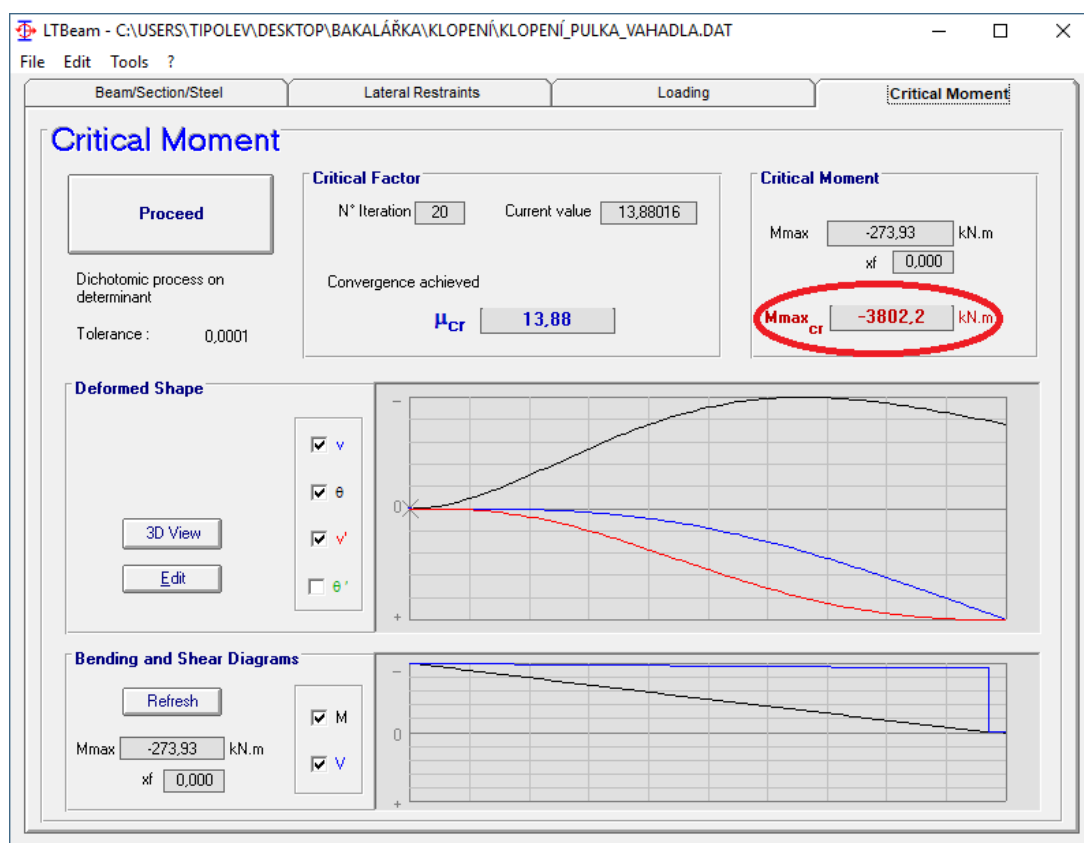 LTBeam - C:\USERS\TIPOLEV\DESKTOP\BAKALÁŘKA\KLOPENÍ\KLOPENÍ_PULKA_VAHADLA.DAT
File Edit Tools ?
Beam/Section/Steel Lateral Restraints Loading Critical Moment
Critical Moment
Proceed
Dichotomic process on
determinant
Tolerance : 0,0001
Critical Factor
N° Iteration 20 Current value 13,88016
Convergence achieved
μcr 13,88
Critical Moment
Mmax -273,93 kN.m
xf 0,000
Mmax cr -3802,2 kN.m
Deformed Shape
v
θ
v'
θ'
3D View
Edit
−
0
+
Bending and Shear Diagrams
Refresh
Mmax -273,93 kN.m
xf 0,000
M
V
−
0
+